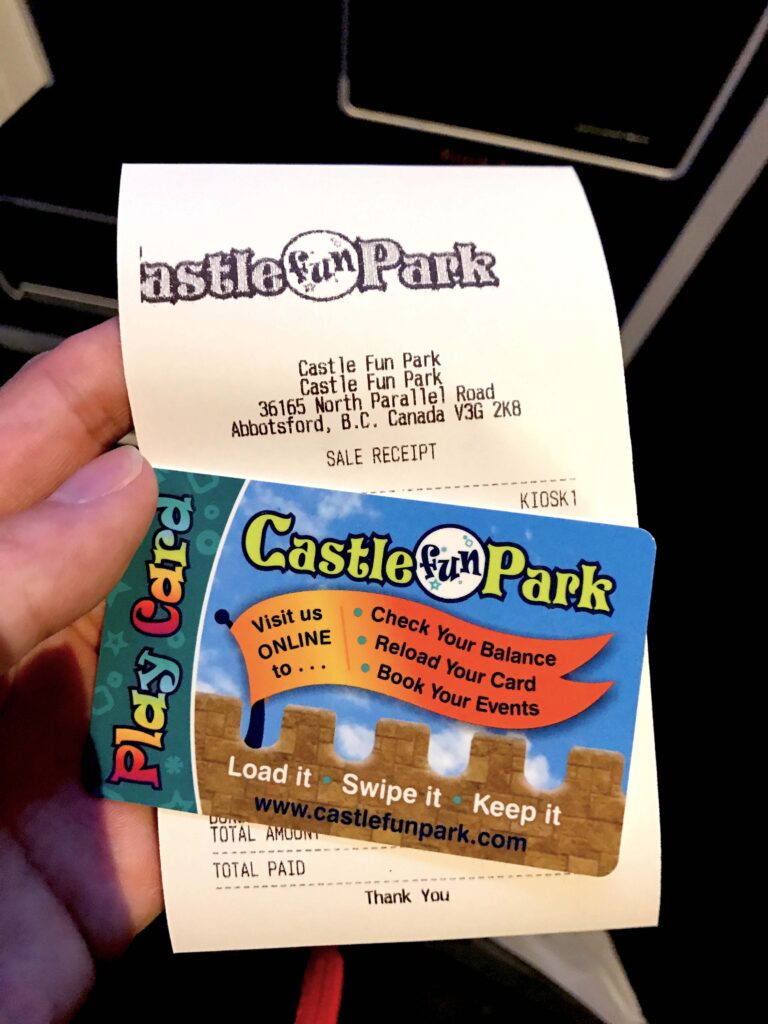 astle fun Park
Castle Fun Park
Castle Fun Park
36165 North Parallel Road
Abbotsford, B.C. Canada V3G 2K8
SALE RECEIPT
KIOSK1
Play Card
Castle fun Park
Visit us
ONLINE
to . . .
• Check Your Balance
• Reload Your Card
• Book Your Events
Load it • Swipe it • Keep it
www.castlefunpark.com
TOTAL AMOUNT
TOTAL PAID
Thank You